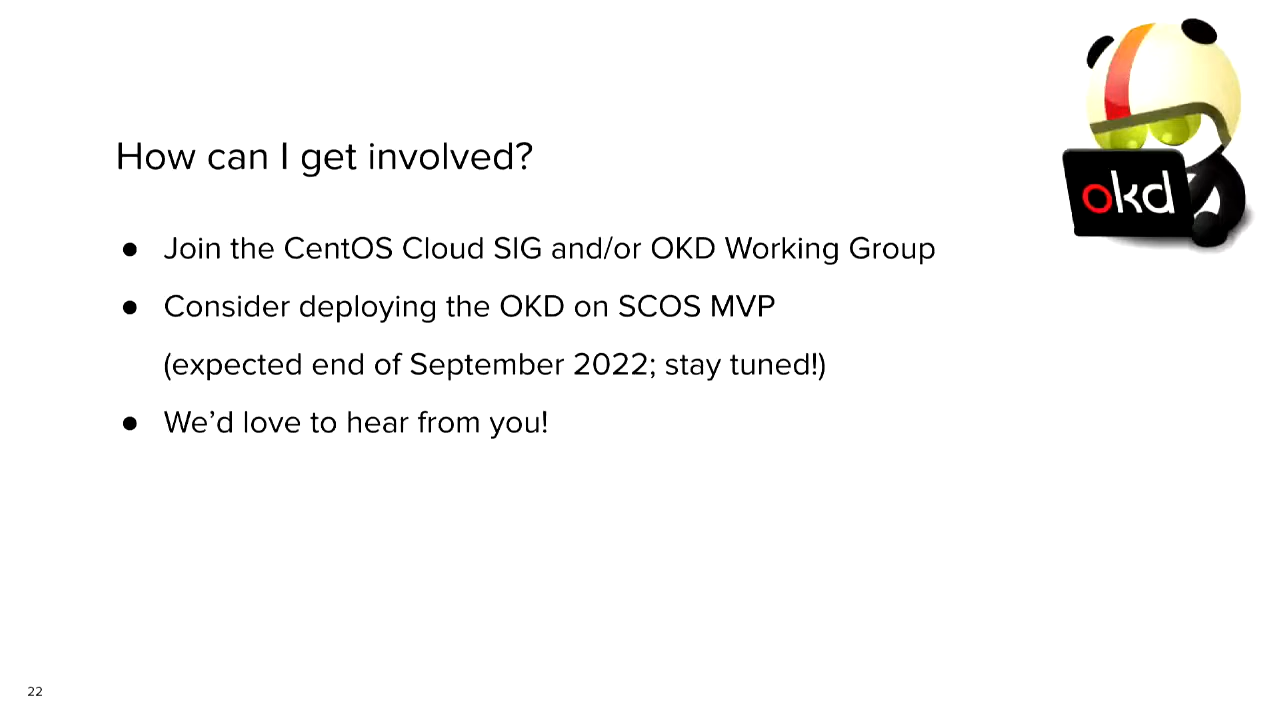 okd
How can I get involved?
● Join the CentOS Cloud SIG and/or OKD Working Group
● Consider deploying the OKD on SCOS MVP
(expected end of September 2022; stay tuned!)
● We’d love to hear from you!
22